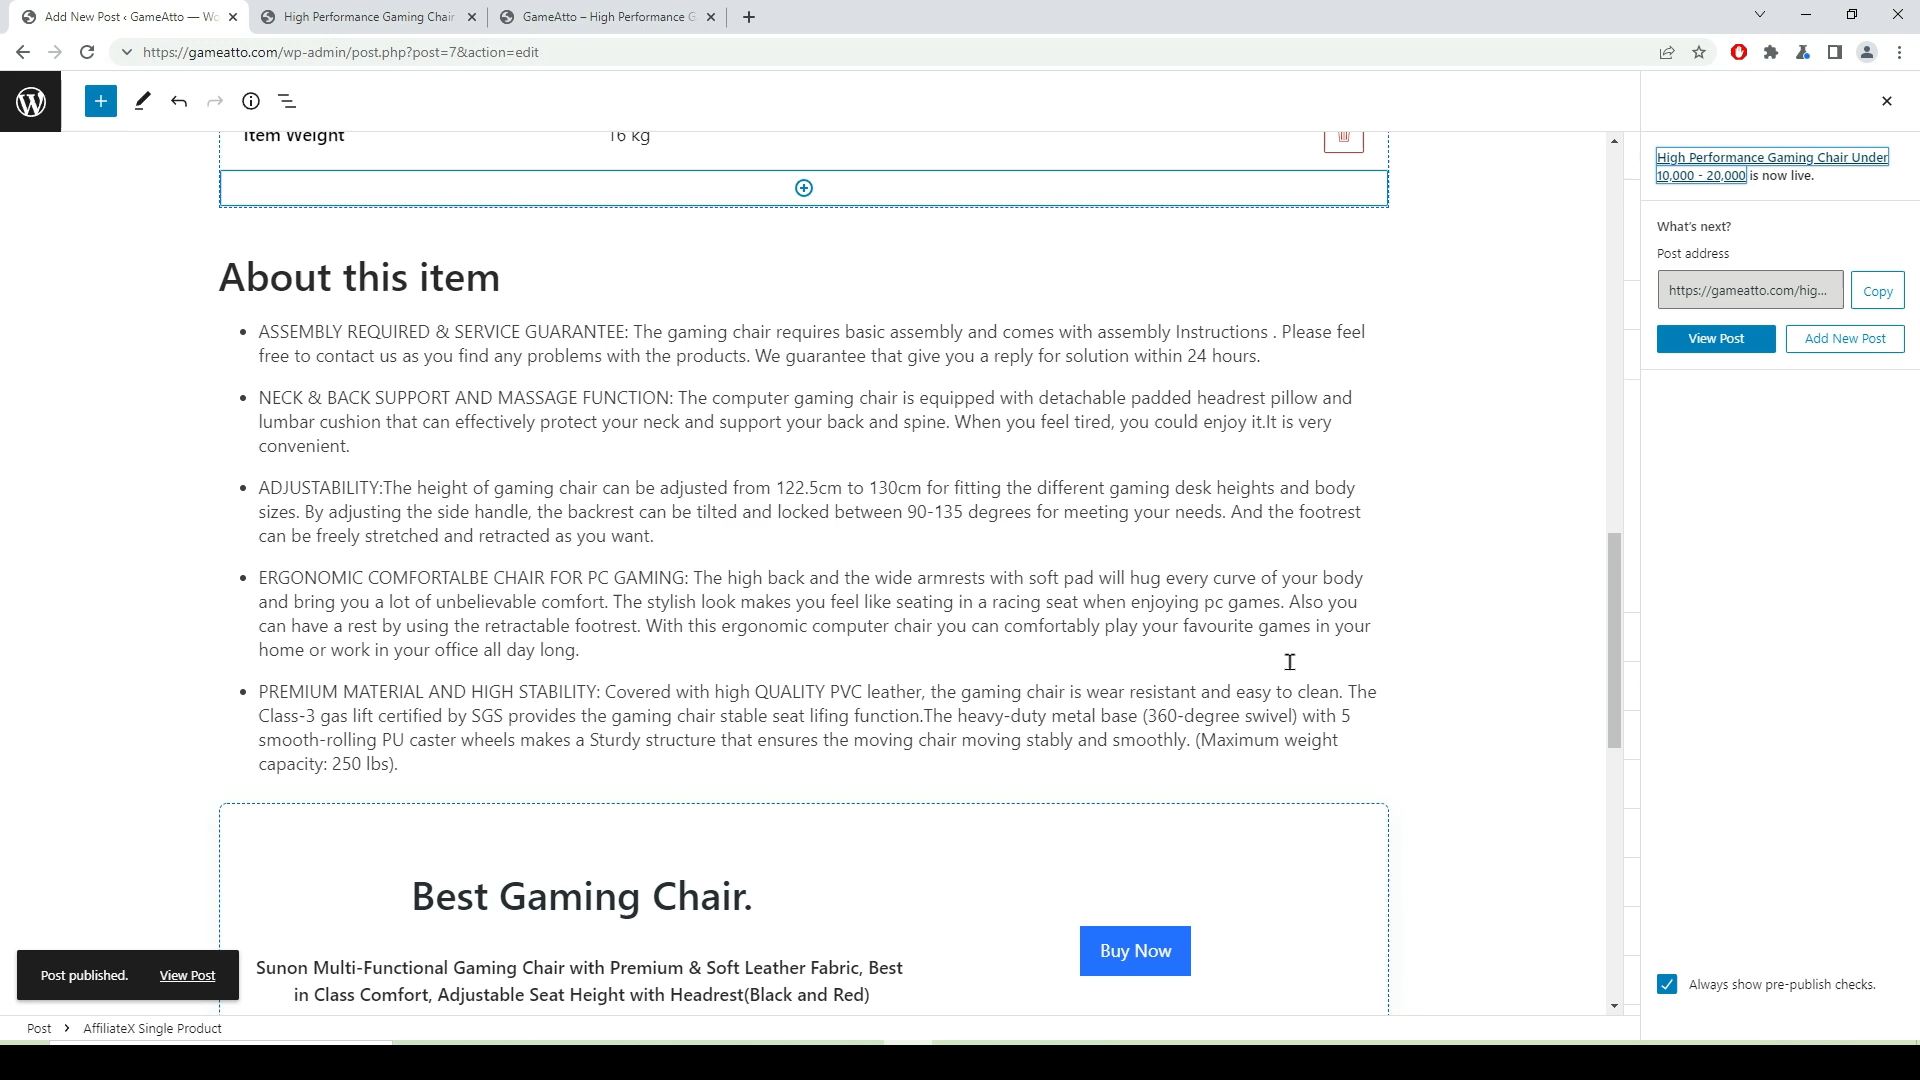 Add New Post ‹ GameAtto — Wo
High Performance Gaming Chair
GameAtto – High Performance G
https://gameatto.com/wp-admin/post.php?post=7&action=edit
Item Weight 16 kg
About this item
• ASSEMBLY REQUIRED & SERVICE GUARANTEE: The gaming chair requires basic assembly and comes with assembly Instructions . Please feel
free to contact us as you find any problems with the products. We guarantee that give you a reply for solution within 24 hours.
• NECK & BACK SUPPORT AND MASSAGE FUNCTION: The computer gaming chair is equipped with detachable padded headrest pillow and
lumbar cushion that can effectively protect your neck and support your back and spine. When you feel tired, you could enjoy it.It is very
convenient.
• ADJUSTABILITY:The height of gaming chair can be adjusted from 122.5cm to 130cm for fitting the different gaming desk heights and body
sizes. By adjusting the side handle, the backrest can be tilted and locked between 90-135 degrees for meeting your needs. And the footrest
can be freely stretched and retracted as you want.
• ERGONOMIC COMFORTALBE CHAIR FOR PC GAMING: The high back and the wide armrests with soft pad will hug every curve of your body
and bring you a lot of unbelievable comfort. The stylish look makes you feel like seating in a racing seat when enjoying pc games. Also you
can have a rest by using the retractable footrest. With this ergonomic computer chair you can comfortably play your favourite games in your
home or work in your office all day long.
• PREMIUM MATERIAL AND HIGH STABILITY: Covered with high QUALITY PVC leather, the gaming chair is wear resistant and easy to clean. The
Class-3 gas lift certified by SGS provides the gaming chair stable seat lifing function.The heavy-duty metal base (360-degree swivel) with 5
smooth-rolling PU caster wheels makes a Sturdy structure that ensures the moving chair moving stably and smoothly. (Maximum weight
capacity: 250 lbs).
Best Gaming Chair.
Sunon Multi-Functional Gaming Chair with Premium & Soft Leather Fabric, Best
in Class Comfort, Adjustable Seat Height with Headrest(Black and Red)
Buy Now
Post published. View Post
Post › AffiliateX Single Product
High Performance Gaming Chair Under
10,000 - 20,000 is now live.
What's next?
Post address
https://gameatto.com/hig... Copy
View Post Add New Post
Always show pre-publish checks.